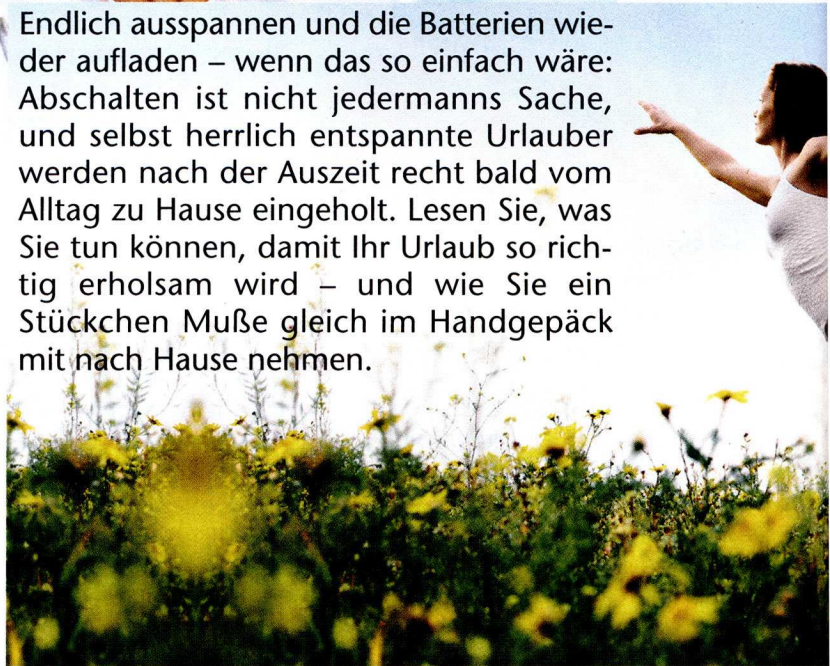 Endlich ausspannen und die Batterien wie-
der aufladen – wenn das so einfach wäre:
Abschalten ist nicht jedermanns Sache,
und selbst herrlich entspannte Urlauber
werden nach der Auszeit recht bald vom
Alltag zu Hause eingeholt. Lesen Sie, was
Sie tun können, damit Ihr Urlaub so rich-
tig erholsam wird – und wie Sie ein
Stückchen Muße gleich im Handgepäck
mit nach Hause nehmen.